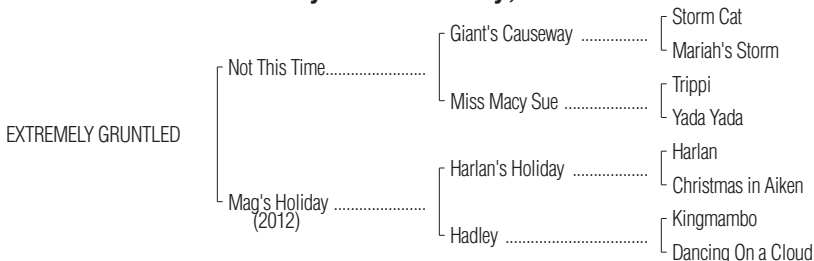 Storm Cat
Giant's Causeway ................
Mariah's Storm
Not This Time........................
Trippi
Miss Macy Sue ....................
Yada Yada
EXTREMELY GRUNTLED
Harlan
Harlan's Holiday ..................
Christmas in Aiken
Mag's Holiday ......................
(2012)
Kingmambo
Hadley ..................................
Dancing On a Cloud